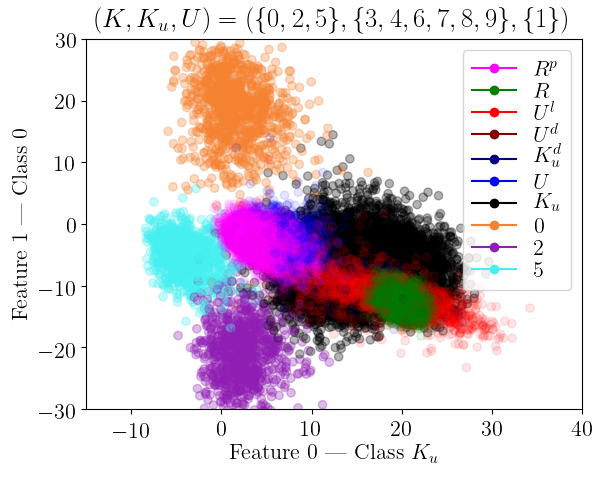 (K, K_u, U) = ({0, 2, 5}, {3, 4, 6, 7, 8, 9}, {1})
30
20
10
0
−10
−20
−30
Feature 1 — Class 0
R^p
R
U^l
U^d
K_u^d
U
K_u
0
2
5
−10
0
10
20
30
40
Feature 0 — Class K_u